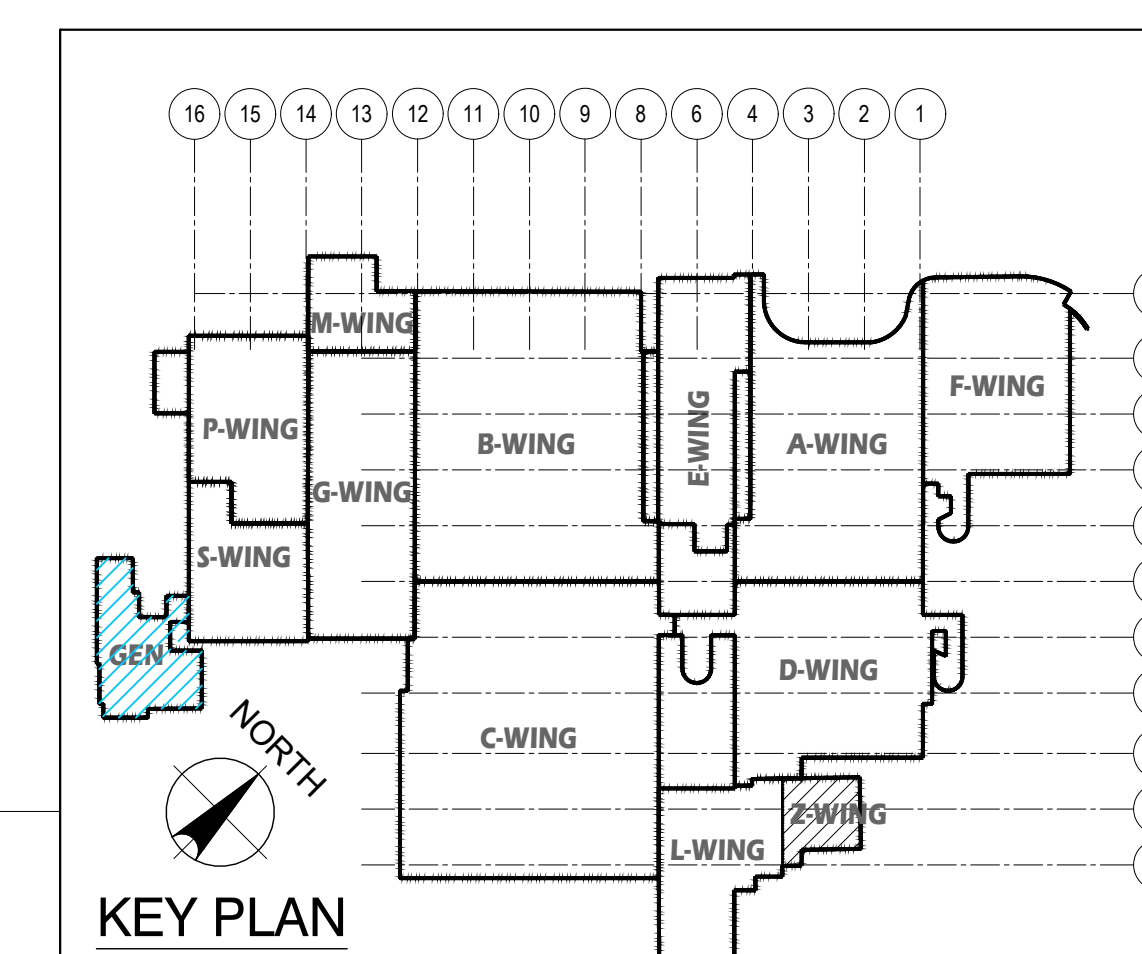 16 15 14 13 12 11 10 9 8 6 4 3 2 1
M-WING
F-WING
P-WING
B-WING
E-WING
A-WING
G-WING
S-WING
GEN
D-WING
NORTH
C-WING
Z-WING
L-WING
KEY PLAN